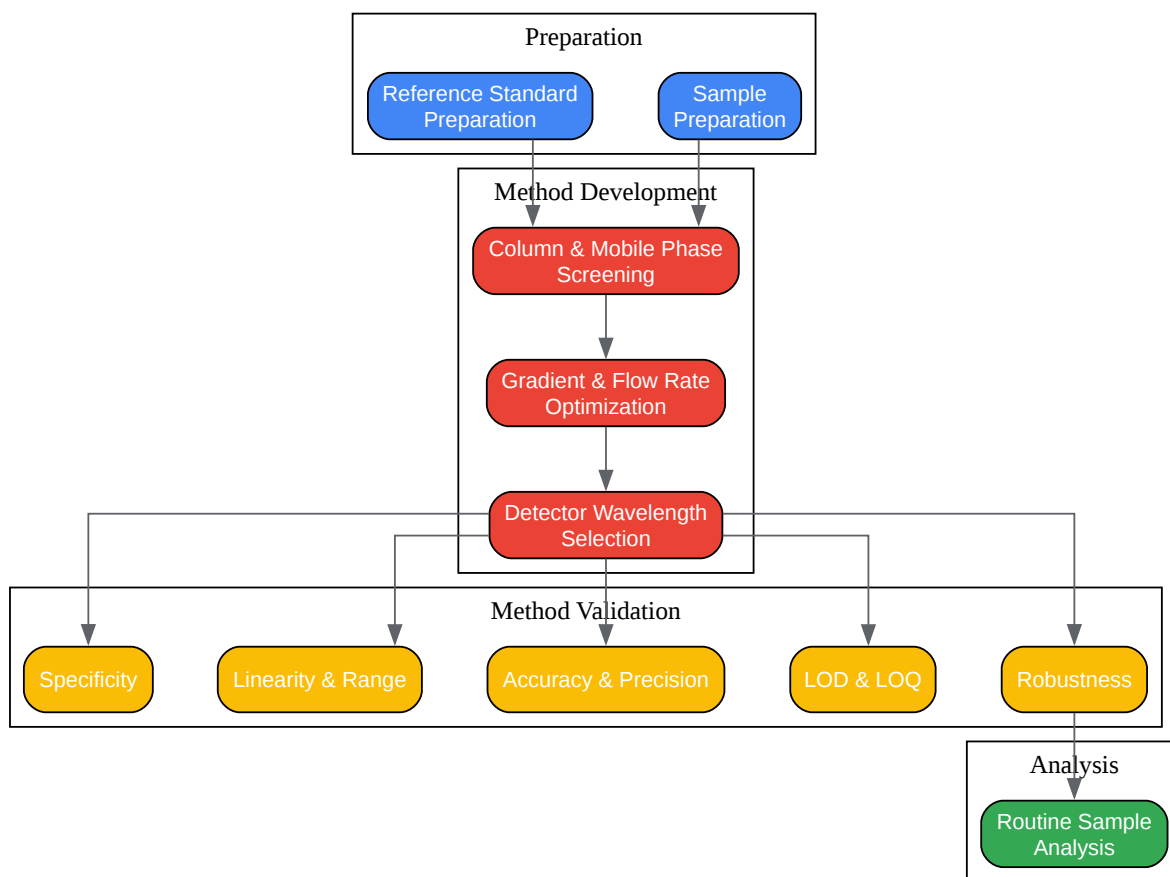 Preparation
Reference Standard
Preparation
Sample
Preparation
Method Development
Column & Mobile Phase
Screening
Gradient & Flow Rate
Optimization
Detector Wavelength
Selection
Method Validation
Specificity
Linearity & Range
Accuracy & Precision
LOD & LOQ
Robustness
Analysis
Routine Sample
Analysis